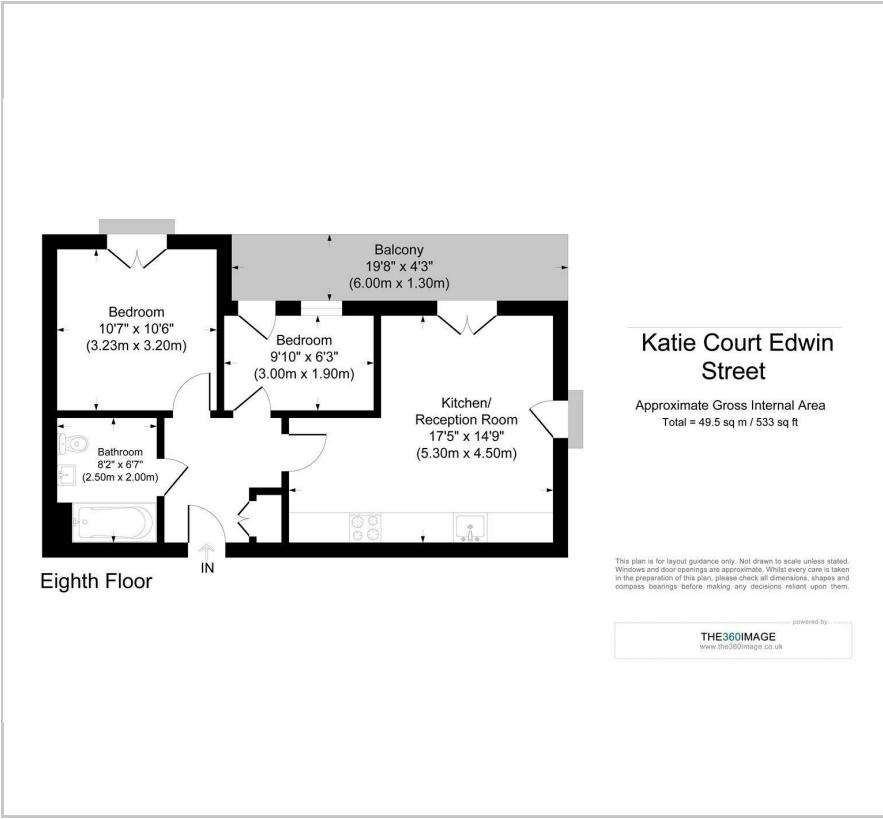 Balcony
19'8" x 4'3"
(6.00m x 1.30m)
Bedroom
10'7" x 10'6"
(3.23m x 3.20m)
Bedroom
9'10" x 6'3"
(3.00m x 1.90m)
Kitchen/
Reception Room
17'5" x 14'9"
(5.30m x 4.50m)
Bathroom
8'2" x 6'7"
(2.50m x 2.00m)
IN
Eighth Floor
Katie Court Edwin
Street
Approximate Gross Internal Area
Total = 49.5 sq m / 533 sq ft
This plan is for layout guidance only. Not drawn to scale unless stated.
Windows and door openings are approximate. Whilst every care is taken
in the preparation of this plan, please check all dimensions, shapes and
compass bearings before making any decisions reliant upon them.
powered by
THE360IMAGE
www.the360image.co.uk